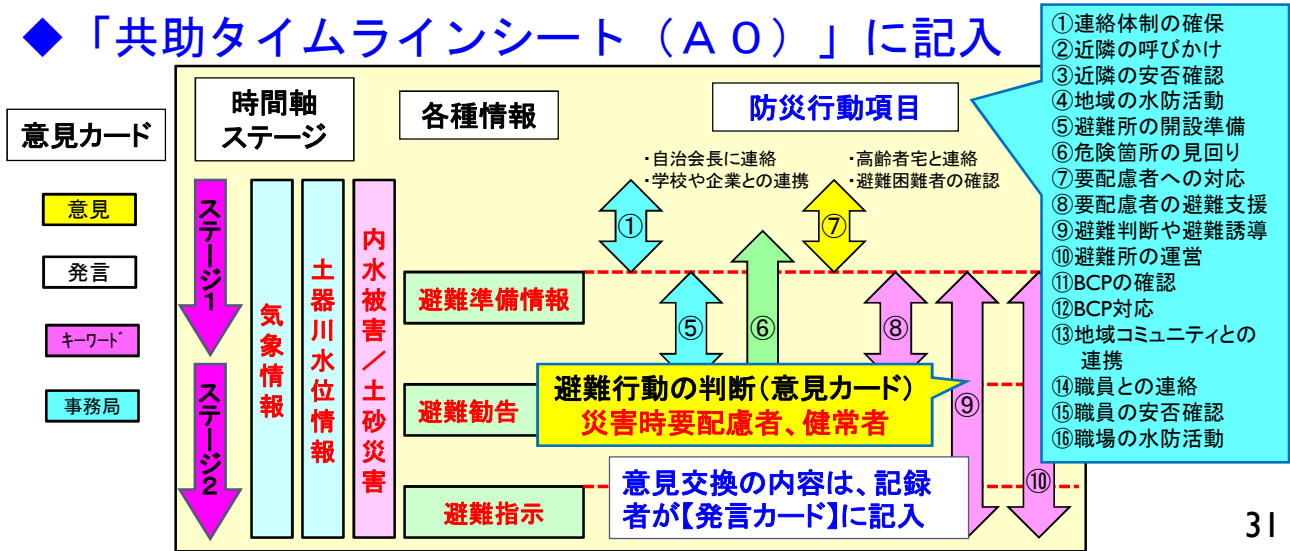 ◆「共助タイムラインシート(A0)」に記入
意見カード
意見
発言
キーワード
事務局
時間軸
ステージ
各種情報
防災行動項目
ステージ1
ステージ2
気象情報
土器川水位情報
内水被害/土砂災害
避難準備情報
避難勧告
避難指示
・自治会長に連絡
・学校や企業との連携
・高齢者宅と連絡
・避難困難者の確認
①
⑦
⑤
⑥
⑧
⑨
⑩
避難行動の判断(意見カード)
災害時要配慮者、健常者
意見交換の内容は、記録
者が【発言カード】に記入
①連絡体制の確保
②近隣の呼びかけ
③近隣の安否確認
④地域の水防活動
⑤避難所の開設準備
⑥危険箇所の見回り
⑦要配慮者への対応
⑧要配慮者の避難支援
⑨避難判断や避難誘導
⑩避難所の運営
⑪BCPの確認
⑫BCP対応
⑬地域コミュニティとの
連携
⑭職員との連絡
⑮職員の安否確認
⑯職場の水防活動
31